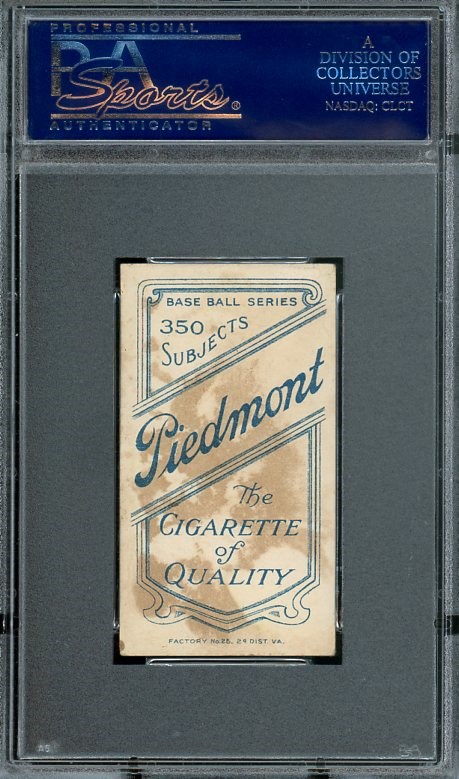 PROFESSIONAL
PSA
Sports®
AUTHENTICATOR
A
DIVISION OF
COLLECTORS
UNIVERSE
NASDAQ: CLCT
BASE BALL SERIES
350
SUBJECTS
Piedmont
The
CIGARETTE
of
QUALITY
FACTORY No 25, 2d DIST. VA.